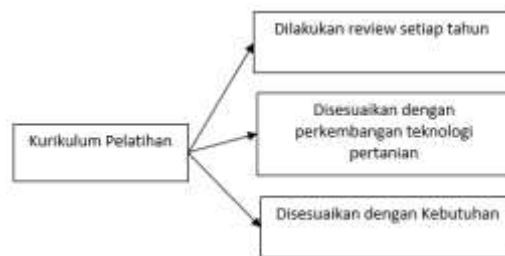 Dilakukan review setiap tahun
Disesuaikan dengan
perkembangan teknologi
pertanian
Kurikulum Pelatihan
Disesuaikan dengan Kebutuhan